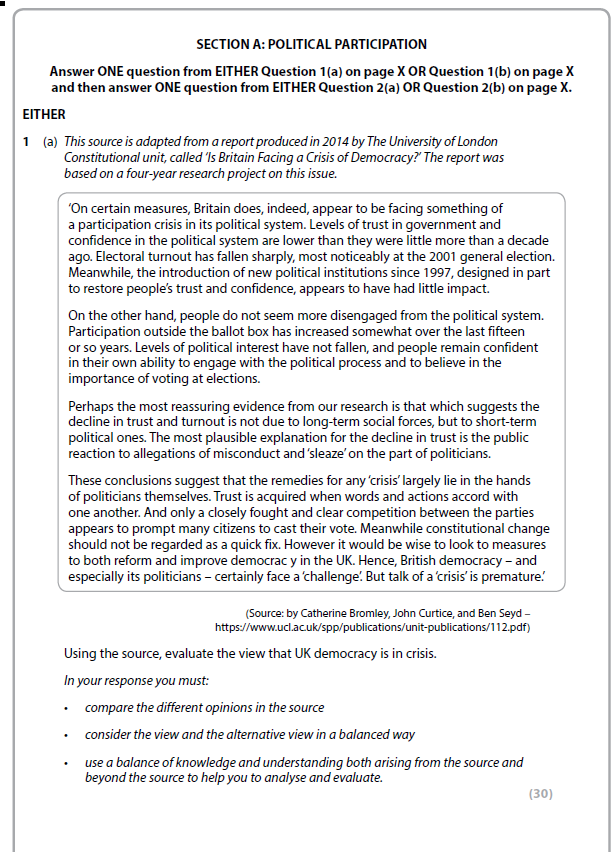 SECTION A: POLITICAL PARTICIPATION
Answer ONE question from EITHER Question 1(a) on page X OR Question 1(b) on page X
and then answer ONE question from EITHER Question 2(a) OR Question 2(b) on page X.
EITHER
1 (a) This source is adapted from a report produced in 2014 by The University of London
Constitutional unit, called ‘Is Britain Facing a Crisis of Democracy?’ The report was
based on a four-year research project on this issue.
‘On certain measures, Britain does, indeed, appear to be facing something of
a participation crisis in its political system. Levels of trust in government and
confidence in the political system are lower than they were little more than a decade
ago. Electoral turnout has fallen sharply, most noticeably at the 2001 general election.
Meanwhile, the introduction of new political institutions since 1997, designed in part
to restore people’s trust and confidence, appears to have had little impact.
On the other hand, people do not seem more disengaged from the political system.
Participation outside the ballot box has increased somewhat over the last fifteen
or so years. Levels of political interest have not fallen, and people remain confident
in their own ability to engage with the political process and to believe in the
importance of voting at elections.
Perhaps the most reassuring evidence from our research is that which suggests the
decline in trust and turnout is not due to long-term social forces, but to short-term
political ones. The most plausible explanation for the decline in trust is the public
reaction to allegations of misconduct and ‘sleaze’ on the part of politicians.
These conclusions suggest that the remedies for any ‘crisis’ largely lie in the hands
of politicians themselves. Trust is acquired when words and actions accord with
one another. And only a closely fought and clear competition between the parties
appears to prompt many citizens to cast their vote. Meanwhile constitutional change
should not be regarded as a quick fix. However it would be wise to look to measures
to both reform and improve democrac y in the UK. Hence, British democracy – and
especially its politicians – certainly face a ‘challenge’. But talk of a ‘crisis’ is premature.’
(Source: by Catherine Bromley, John Curtice, and Ben Seyd –
https://www.ucl.ac.uk/spp/publications/unit-publications/112.pdf)
Using the source, evaluate the view that UK democracy is in crisis.
In your response you must:
• compare the different opinions in the source
• consider the view and the alternative view in a balanced way
• use a balance of knowledge and understanding both arising from the source and
beyond the source to help you to analyse and evaluate.
(30)